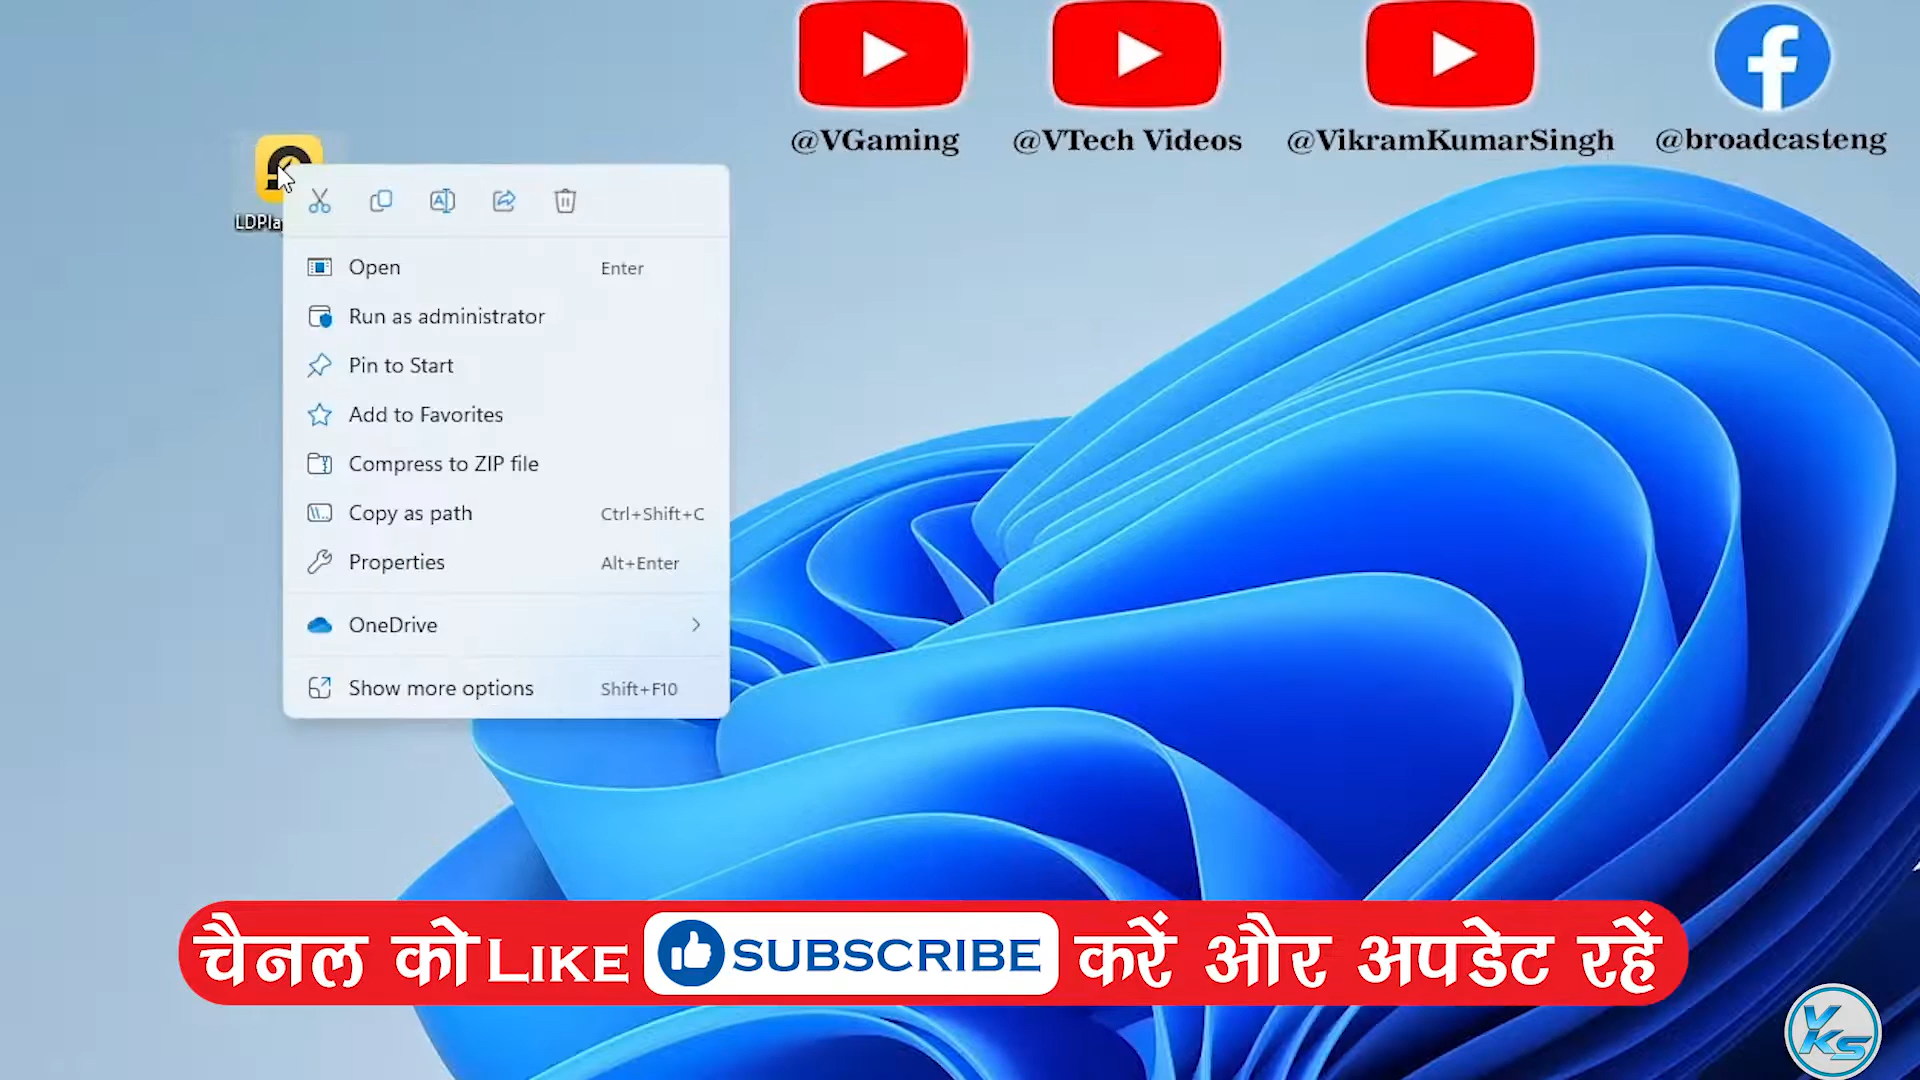 @VGaming
@VTech Videos
@VikramKumarSingh
@broadcasteng
Open Enter
Run as administrator
Pin to Start
Add to Favorites
Compress to ZIP file
Copy as path Ctrl+Shift+C
Properties Alt+Enter
OneDrive
Show more options Shift+F10
चैनल को LIKE SUBSCRIBE करें और अपडेट रहें
VKS